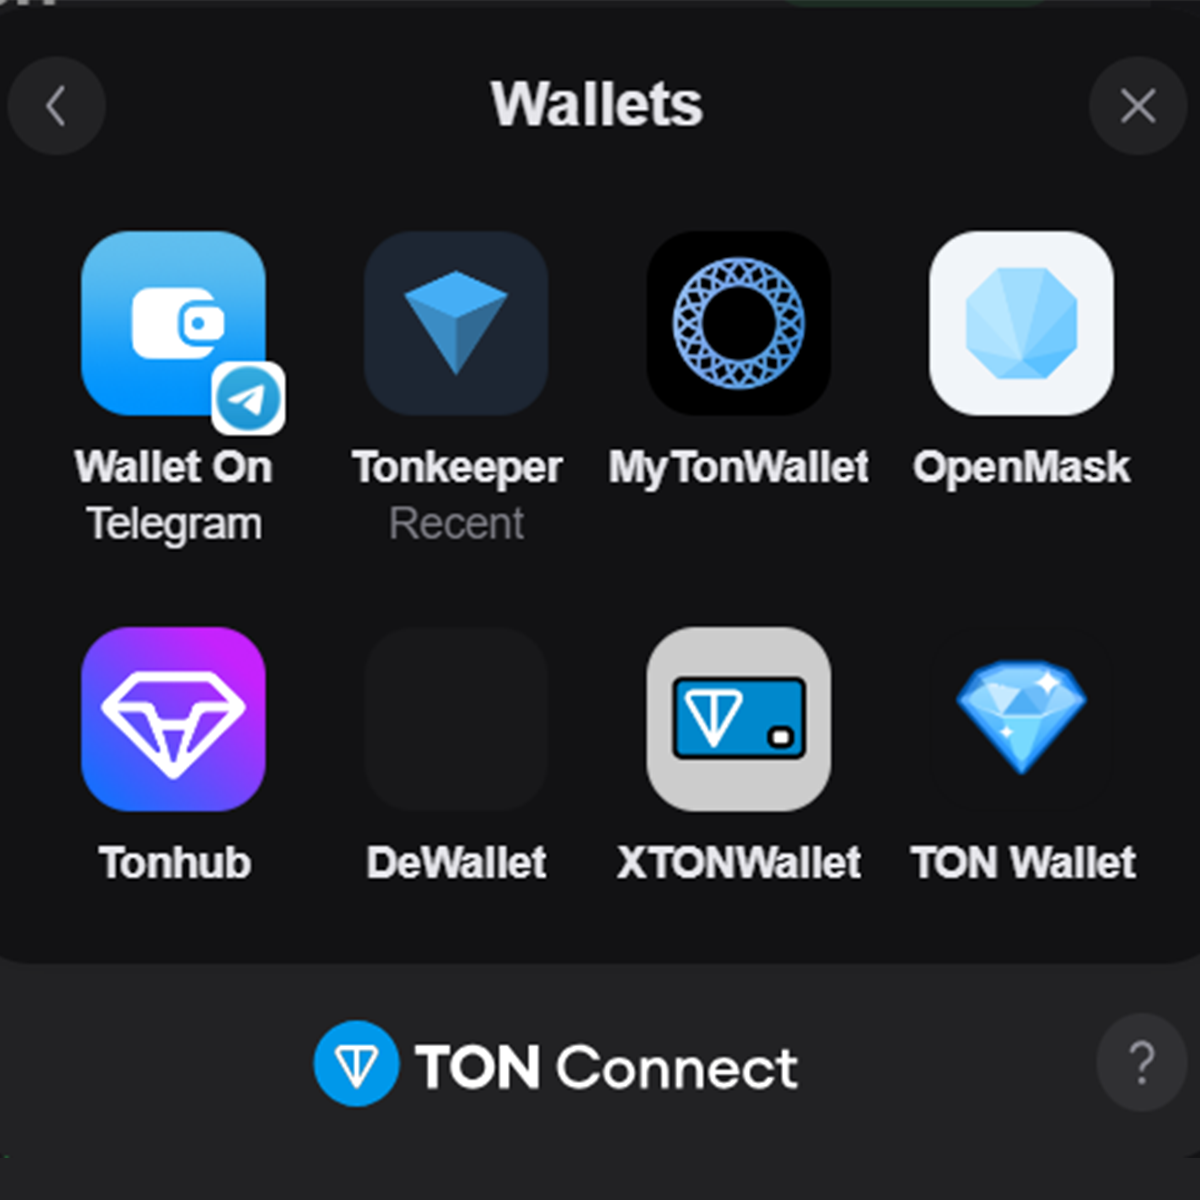 Wallets
Wallet On
Telegram
Tonkeeper
Recent
MyTonWallet
OpenMask
Tonhub
DeWallet
XTONWallet
TON Wallet
TON Connect
?